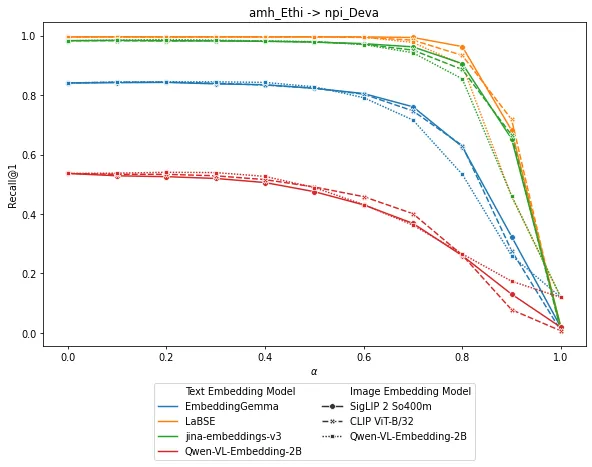 amh_Ethi -> npi_Deva
1.0
0.8
0.6
0.4
0.2
0.0
Recall@1
0.0 0.2 0.4 0.6 0.8 1.0
α
Text Embedding Model Image Embedding Model
EmbeddingGemma SigLIP 2 So400m
LaBSE CLIP ViT-B/32
jina-embeddings-v3 Qwen-VL-Embedding-2B
Qwen-VL-Embedding-2B